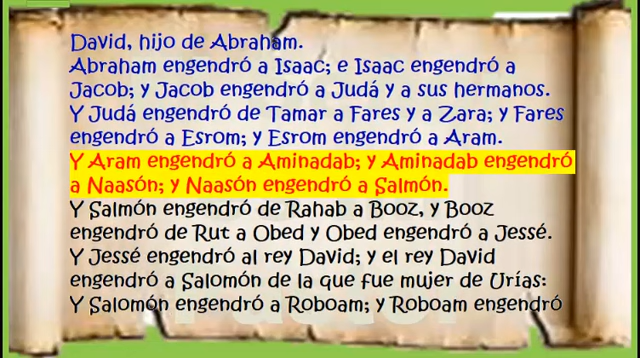 David, hijo de Abraham.
Abraham engendró a Isaac; e Isaac engendró a
Jacob; y Jacob engendró a Judá y a sus hermanos.
Y Judá engendró de Tamar a Fares y a Zara; y Fares
engendró a Esrom; y Esrom engendró a Aram.
Y Aram engendró a Aminadab; y Aminadab engendró
a Naasón; y Naasón engendró a Salmón.
Y Salmón engendró de Rahab a Booz, y Booz
engendró de Rut a Obed y Obed engendró a Jessé.
Y Jessé engendró al rey David; y el rey David
engendró a Salomón de la que fue mujer de Urías:
Y Salomón engendró a Roboam; y Roboam engendró